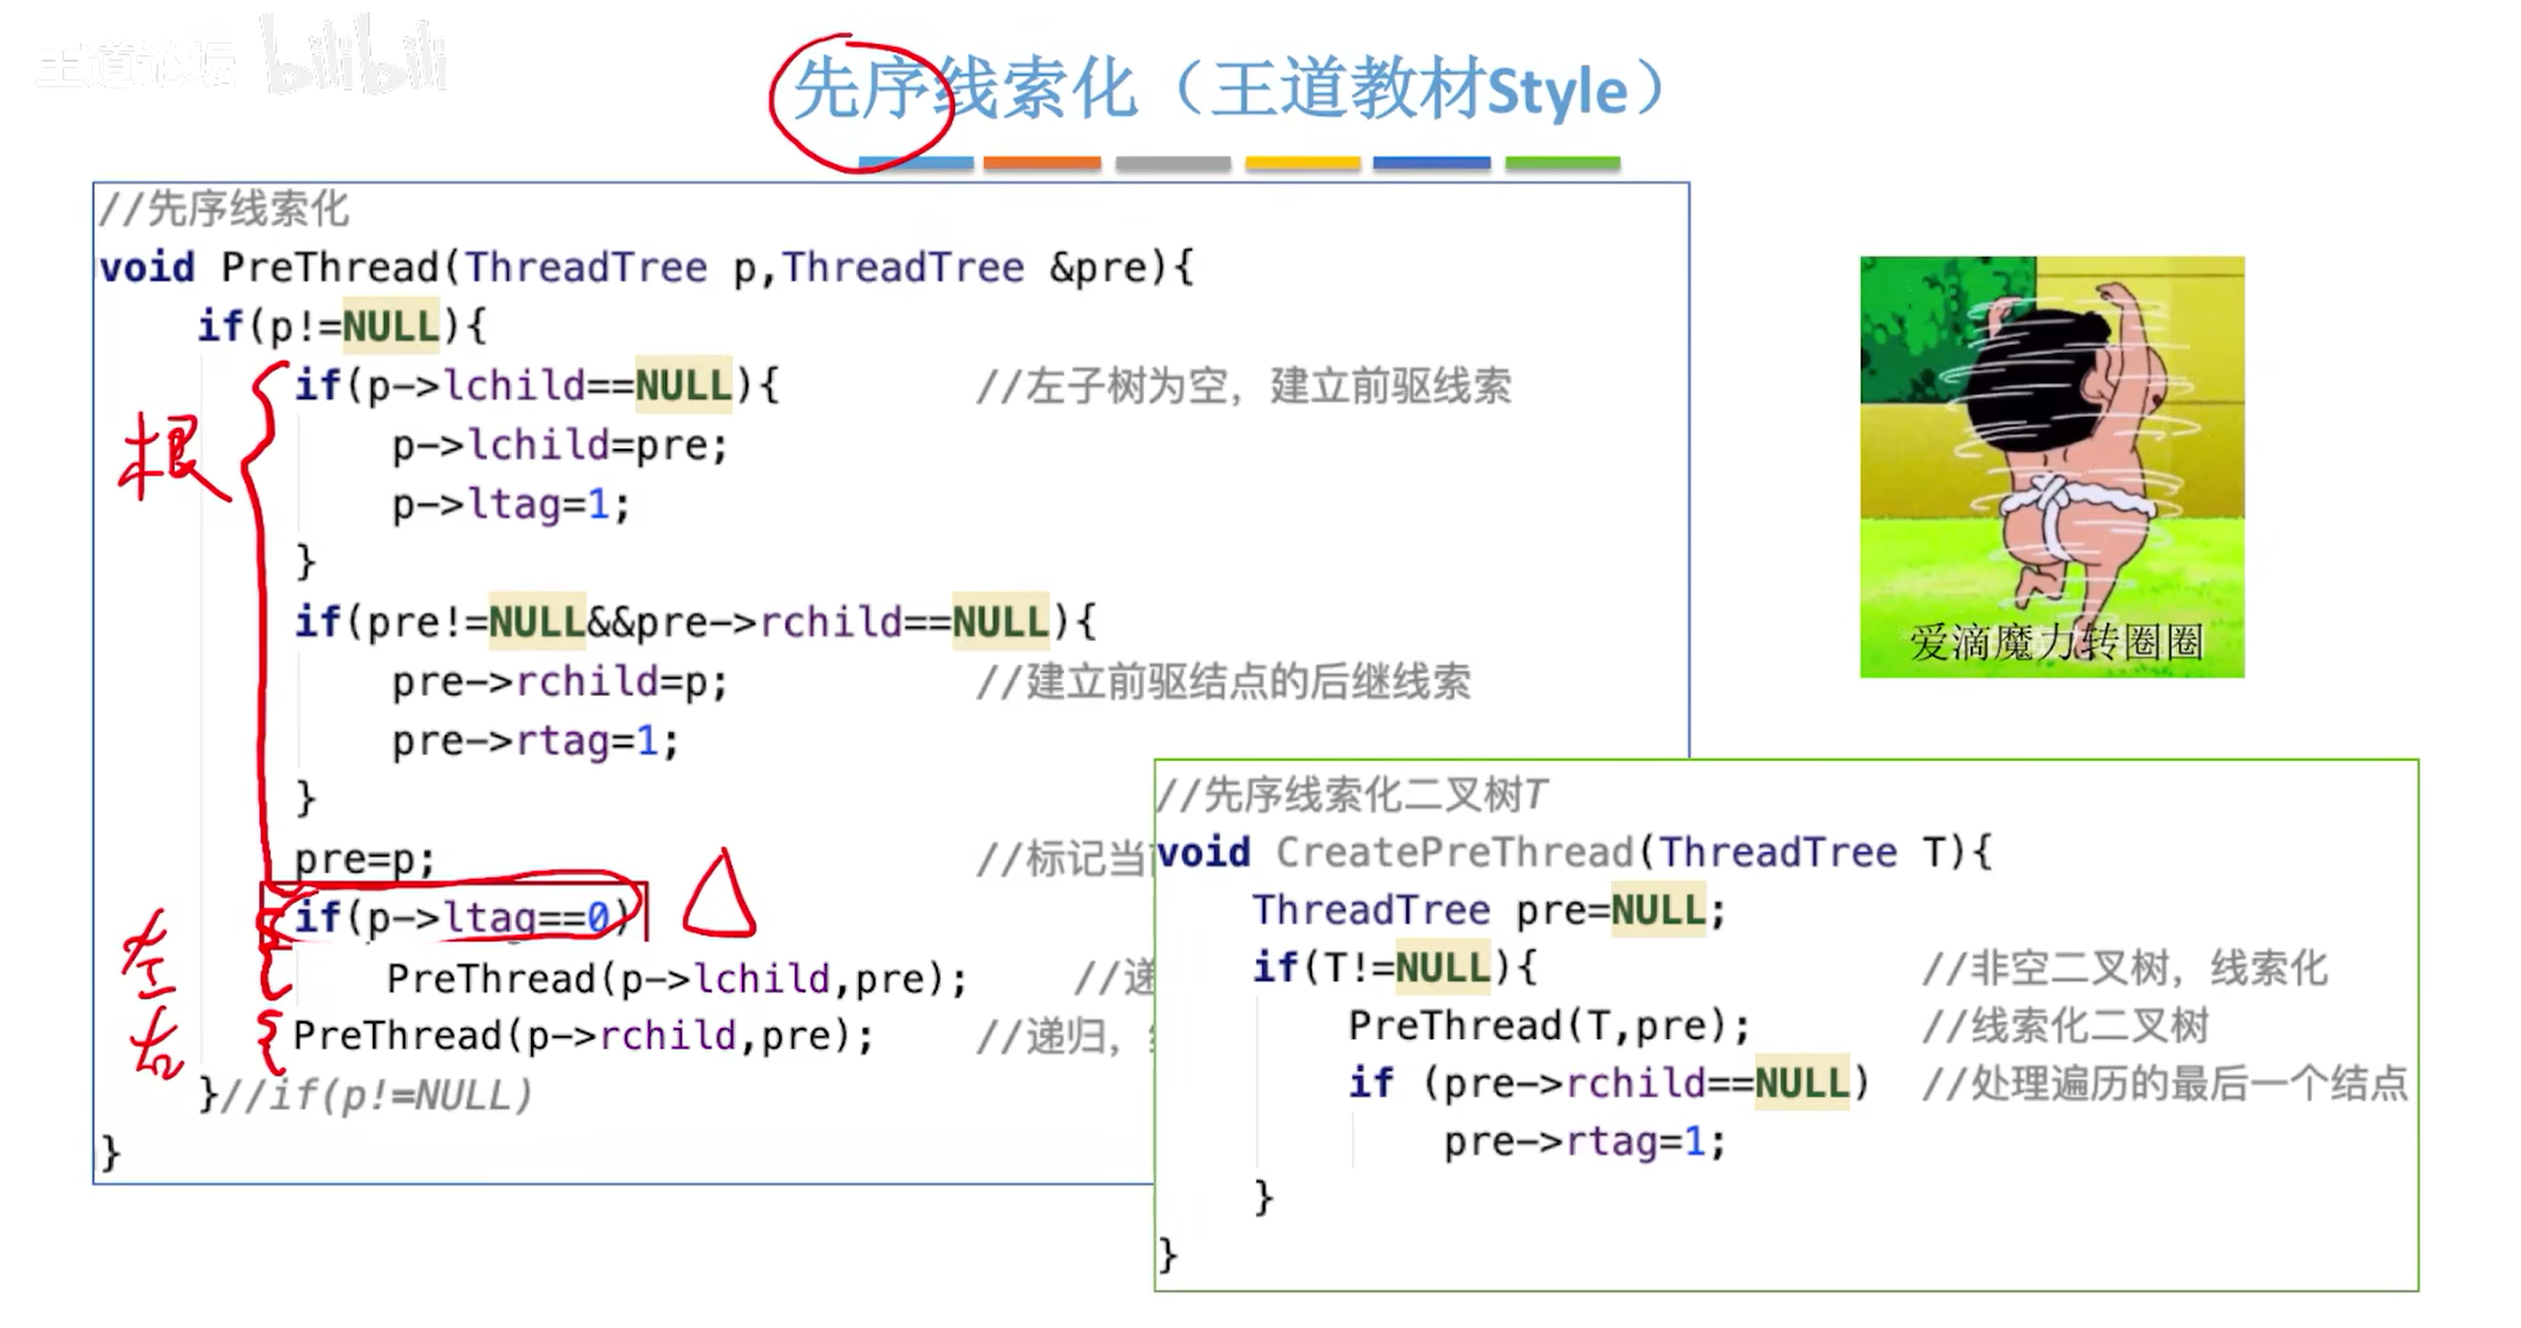 王道论坛 bilibili
先序线索化（王道教材Style）
//先序线索化
void PreThread(ThreadTree p,ThreadTree &pre){
if(p!=NULL){
if(p->lchild==NULL){ //左子树为空，建立前驱线索
p->lchild=pre;
p->ltag=1;
}
if(pre!=NULL&&pre->rchild==NULL){
pre->rchild=p; //建立前驱结点的后继线索
pre->rtag=1;
}
pre=p; //标记当
if(p->ltag==0)
PreThread(p->lchild,pre); //递
PreThread(p->rchild,pre); //递归，
}//if(p!=NULL)
}
根
左
右
爱滴魔力转圈圈
//先序线索化二叉树T
void CreatePreThread(ThreadTree T){
ThreadTree pre=NULL;
if(T!=NULL){ //非空二叉树，线索化
PreThread(T,pre); //线索化二叉树
if (pre->rchild==NULL) //处理遍历的最后一个结点
pre->rtag=1;
}
}